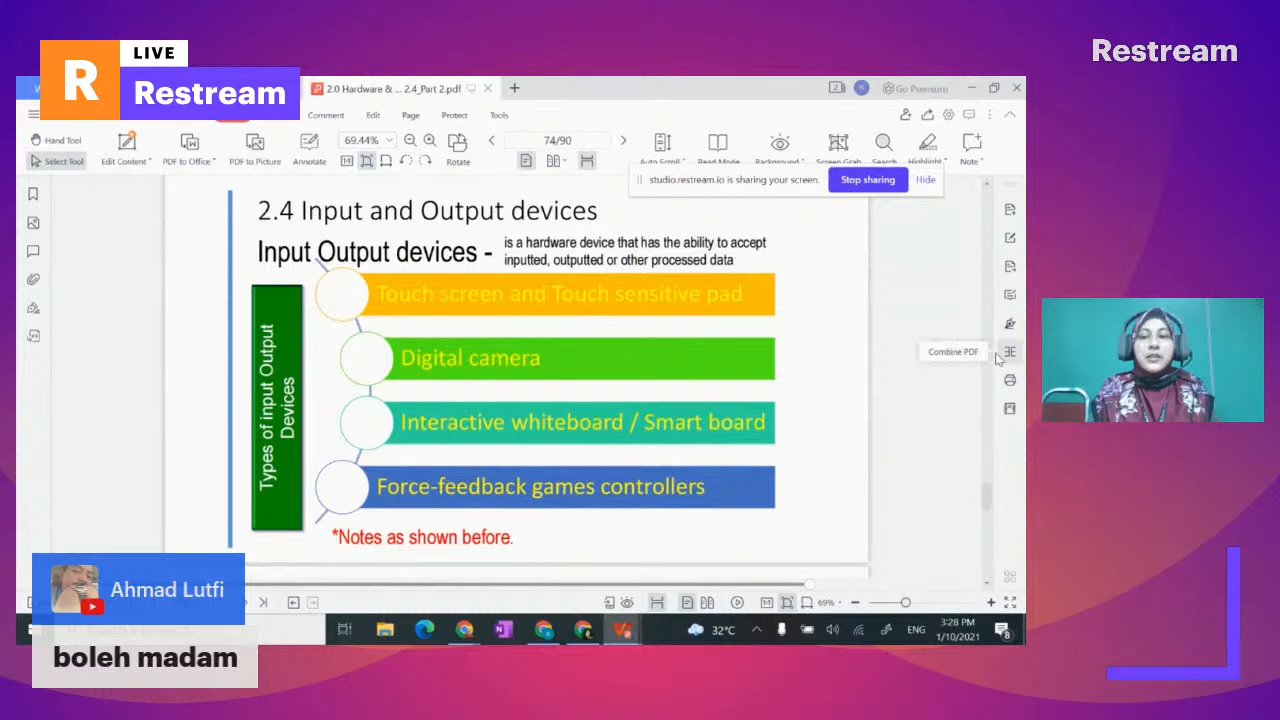 R
LIVE
Restream
Restream
2.0 Hardware & ... 2.4_Part 2.pdf
Go Premium
Comment
Edit
Page
Protect
Tools
Hand Tool
69.44%
74/90
Select Tool
Edit Content
PDF to Office
PDF to Picture
Annotate
Rotate
Auto Scroll
Read Mode
Background
Screen Grab
Search
Highlight
Note
studio.restream.io is sharing your screen.
Stop sharing
Hide
2.4 Input and Output devices
Input Output devices -
is a hardware device that has the ability to accept
inputted, outputted or other processed data
Types of input Output
Devices
Touch screen and Touch sensitive pad
Digital camera
Interactive whiteboard / Smart board
Force-feedback games controllers
*Notes as shown before.
Combine PDF
Ahmad Lutfi
boleh madam
69%
32°C
ENG
3:28 PM
1/10/2021
8